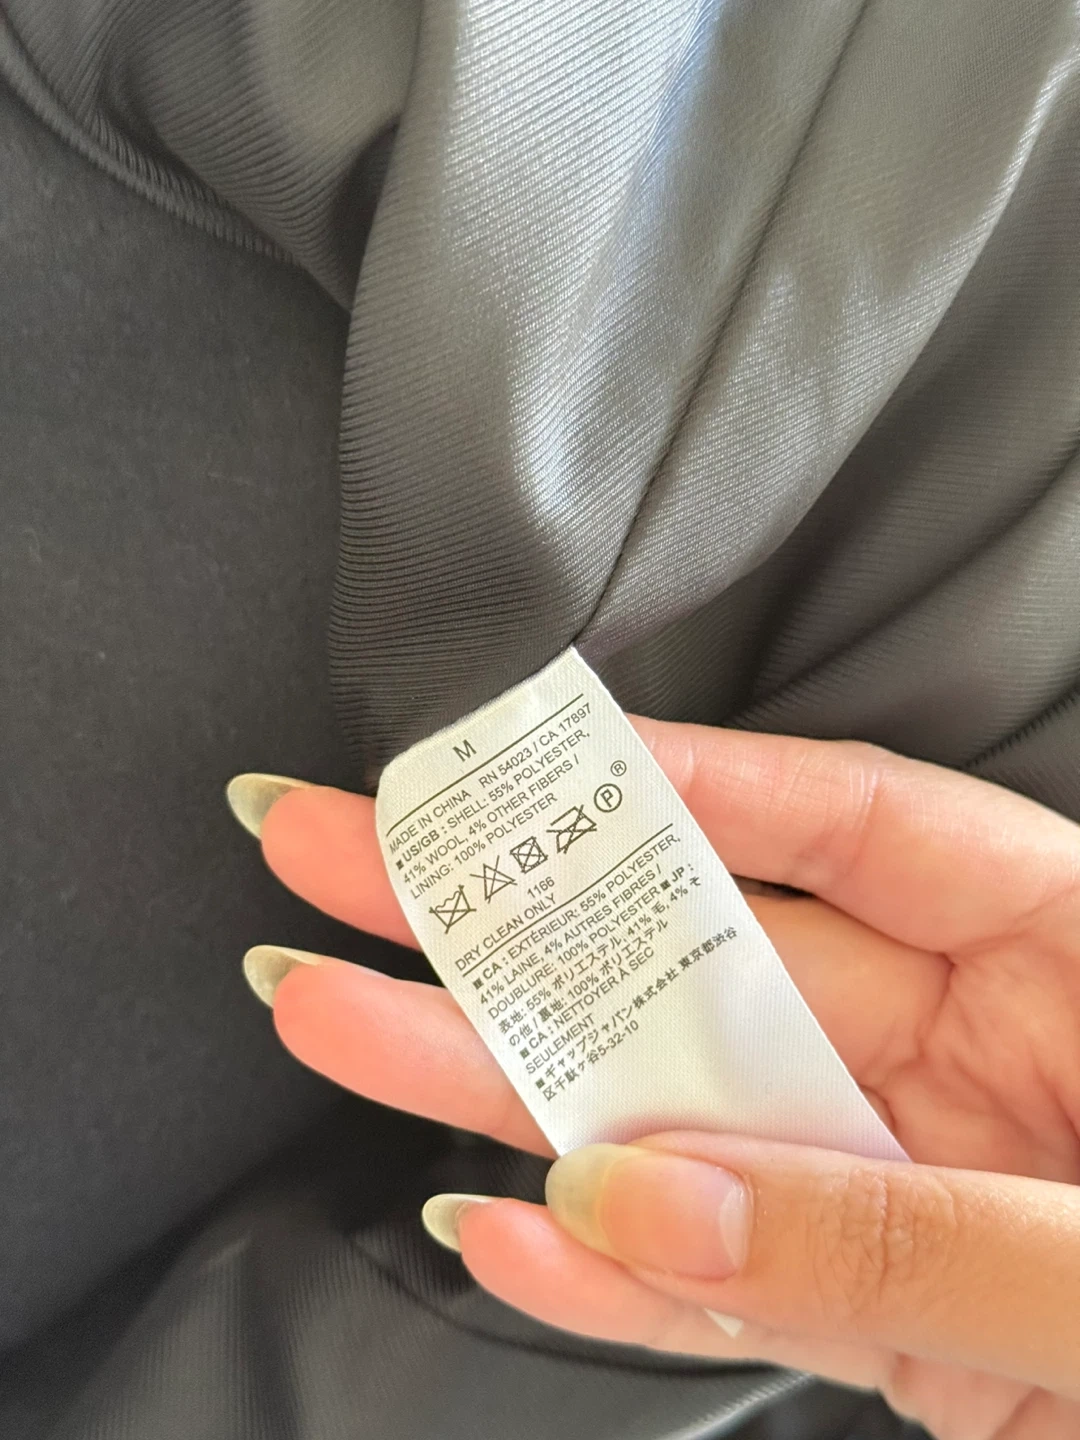 M
MADE IN CHINA RN 54023 / CA 17897
■ US/GB : SHELL: 55% POLYESTER,
41% WOOL, 4% OTHER FIBERS /
LINING: 100% POLYESTER
P ®
1166
DRY CLEAN ONLY
■ CA : EXTÉRIEUR: 55% POLYESTER,
41% LAINE, 4% AUTRES FIBRES /
DOUBLURE: 100% POLYESTER ■ JP :
表地: 55% ポリエステル, 41% 毛, 4% そ
の他 / 裏地: 100% ポリエステル
■ CA : NETTOYER À SEC
SEULEMENT
■ ギャップジャパン株式会社 東京都渋谷
区千駄ケ谷5-32-10